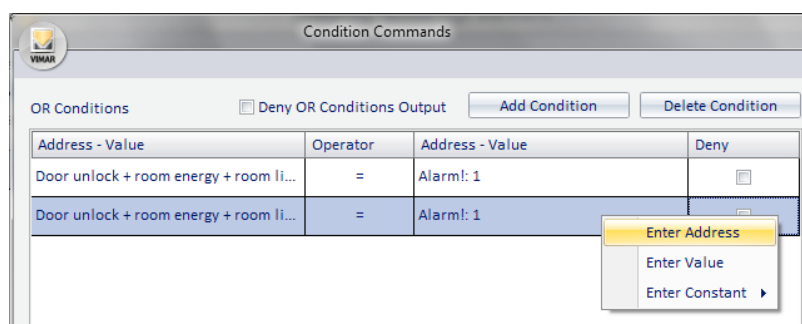 Condition Commands
VIMAR
OR Conditions Deny OR Conditions Output Add Condition Delete Condition
Address - Value Operator Address - Value Deny
Door unlock + room energy + room li... = Alarm!: 1
Door unlock + room energy + room li... = Alarm!: 1
Enter Address
Enter Value
Enter Constant